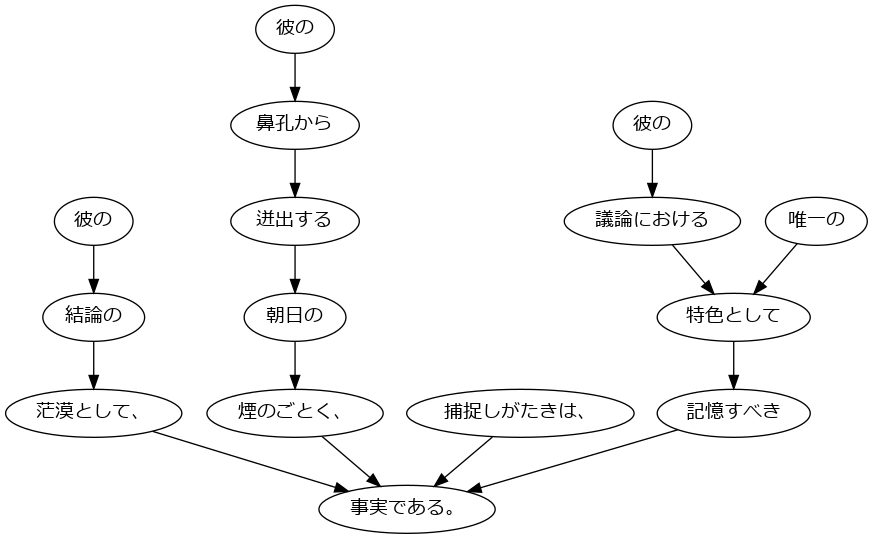 彼の
鼻孔から
彼の
彼の
迸出する
議論における
唯一の
結論の
朝日の
特色として
茫漠として、
煙のごとく、
捕捉しがたきは、
記憶すべき
事実である。